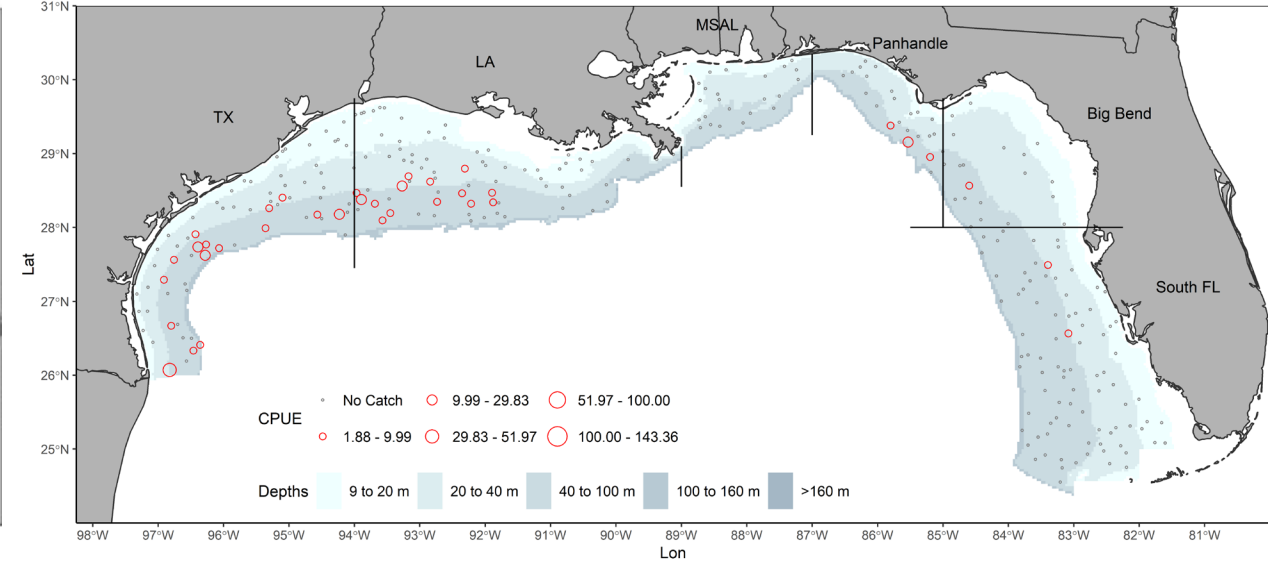 31°N
30°N
29°N
28°N
27°N
26°N
25°N
Lat
MSAL
Panhandle
LA
TX
Big Bend
South FL
CPUE
No Catch
9.99 - 29.83
51.97 - 100.00
1.88 - 9.99
29.83 - 51.97
100.00 - 143.36
Depths
9 to 20 m
20 to 40 m
40 to 100 m
100 to 160 m
>160 m
98°W 97°W 96°W 95°W 94°W 93°W 92°W 91°W 90°W 89°W 88°W 87°W 86°W 85°W 84°W 83°W 82°W 81°W
Lon